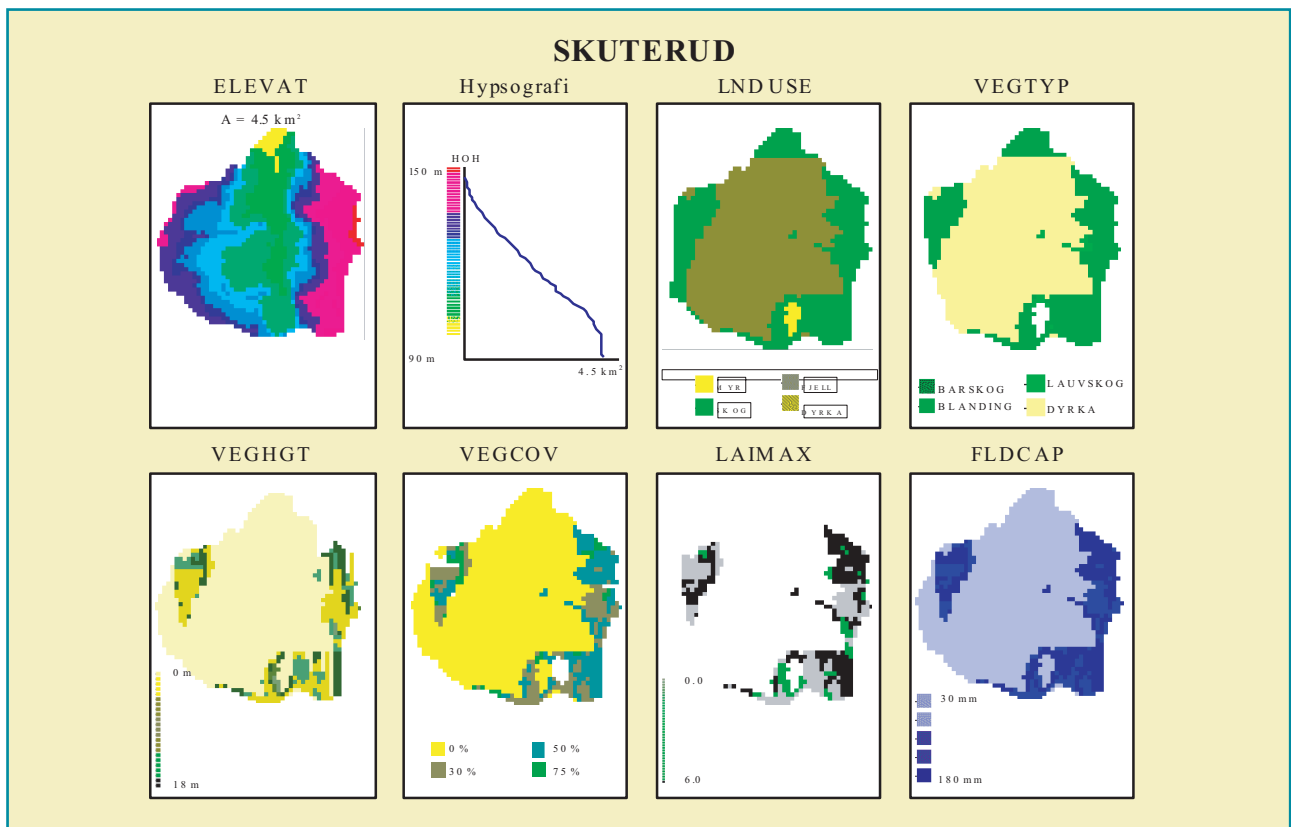 SKUTERUD
ELEVAT
A = 4.5 km²
Hypsografi
HOH
150 m
90 m
4.5 km²
LNDUSE
MYR
FJELL
SKOG
DYRKA
VEGTYP
BARSKOG
LAUVSKOG
BLANDING
DYRKA
VEGHGT
0 m
18 m
VEGCOV
0 %
50 %
30 %
75 %
LAIMAX
0.0
6.0
FLDCAP
30 mm
180 mm